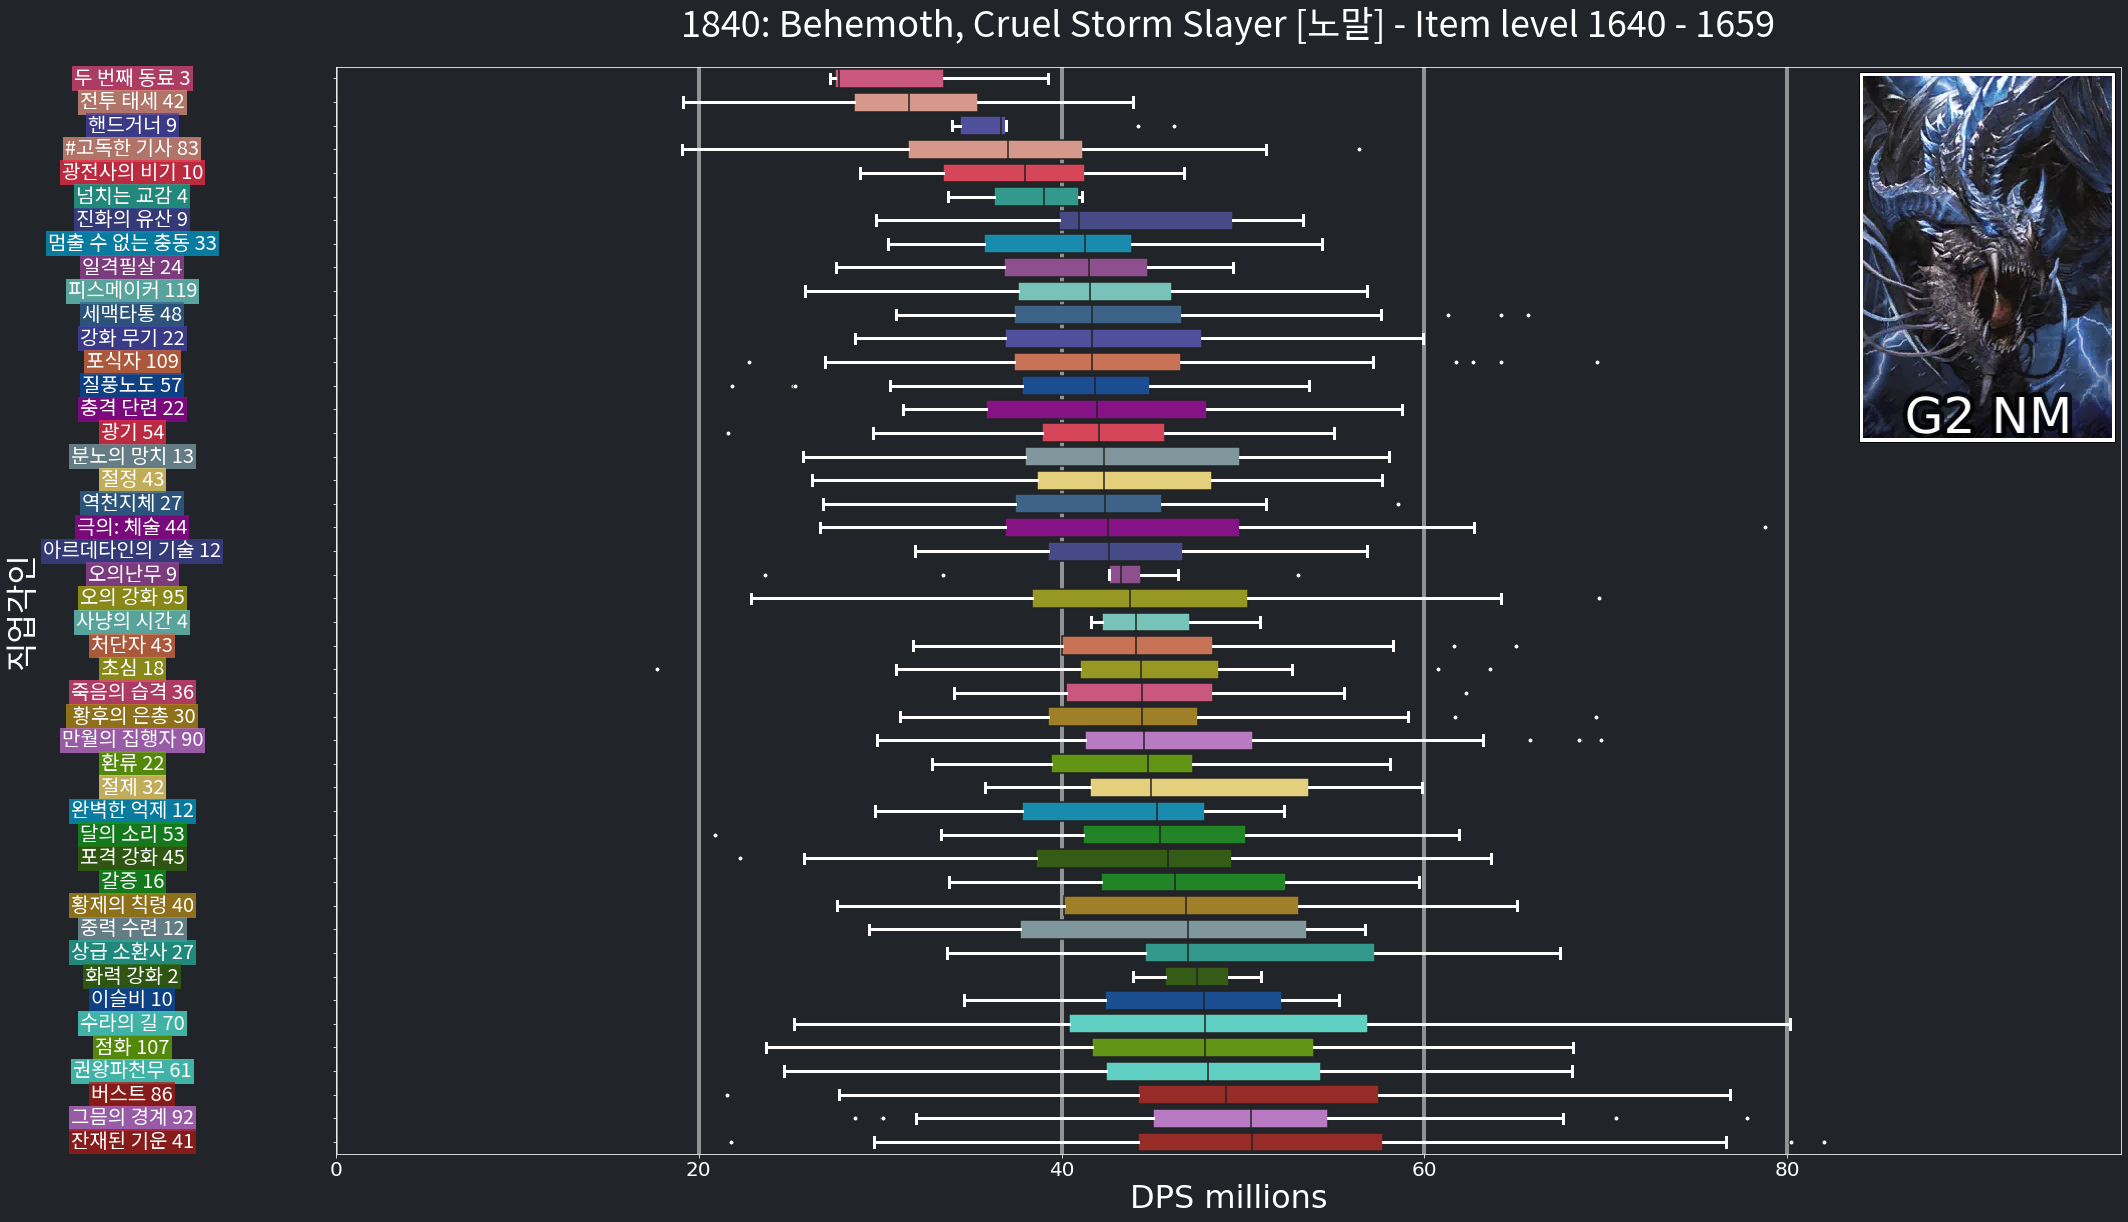 1840: Behemoth, Cruel Storm Slayer [노말] - Item level 1640 - 1659
두 번째 동료 3
전투 태세 42
핸드거너 9
#고독한 기사 83
광전사의 비기 10
넘치는 교감 4
진화의 유산 9
멈출 수 없는 충동 33
일격필살 24
피스메이커 119
세맥타통 48
강화 무기 22
포식자 109
질풍노도 57
충격 단련 22
광기 54
분노의 망치 13
절정 43
역천지체 27
극의: 체술 44
아르데타인의 기술 12
오의난무 9
오의 강화 95
사냥의 시간 4
처단자 43
초심 18
죽음의 습격 36
황후의 은총 30
만월의 집행자 90
환류 22
절제 32
완벽한 억제 12
달의 소리 53
포격 강화 45
갈증 16
황제의 칙령 40
중력 수련 12
상급 소환사 27
화력 강화 2
이슬비 10
수라의 길 70
점화 107
권왕파천무 61
버스트 86
그믐의 경계 92
잔재된 기운 41
직업각인
G2 NM
0 20 40 60 80
DPS millions